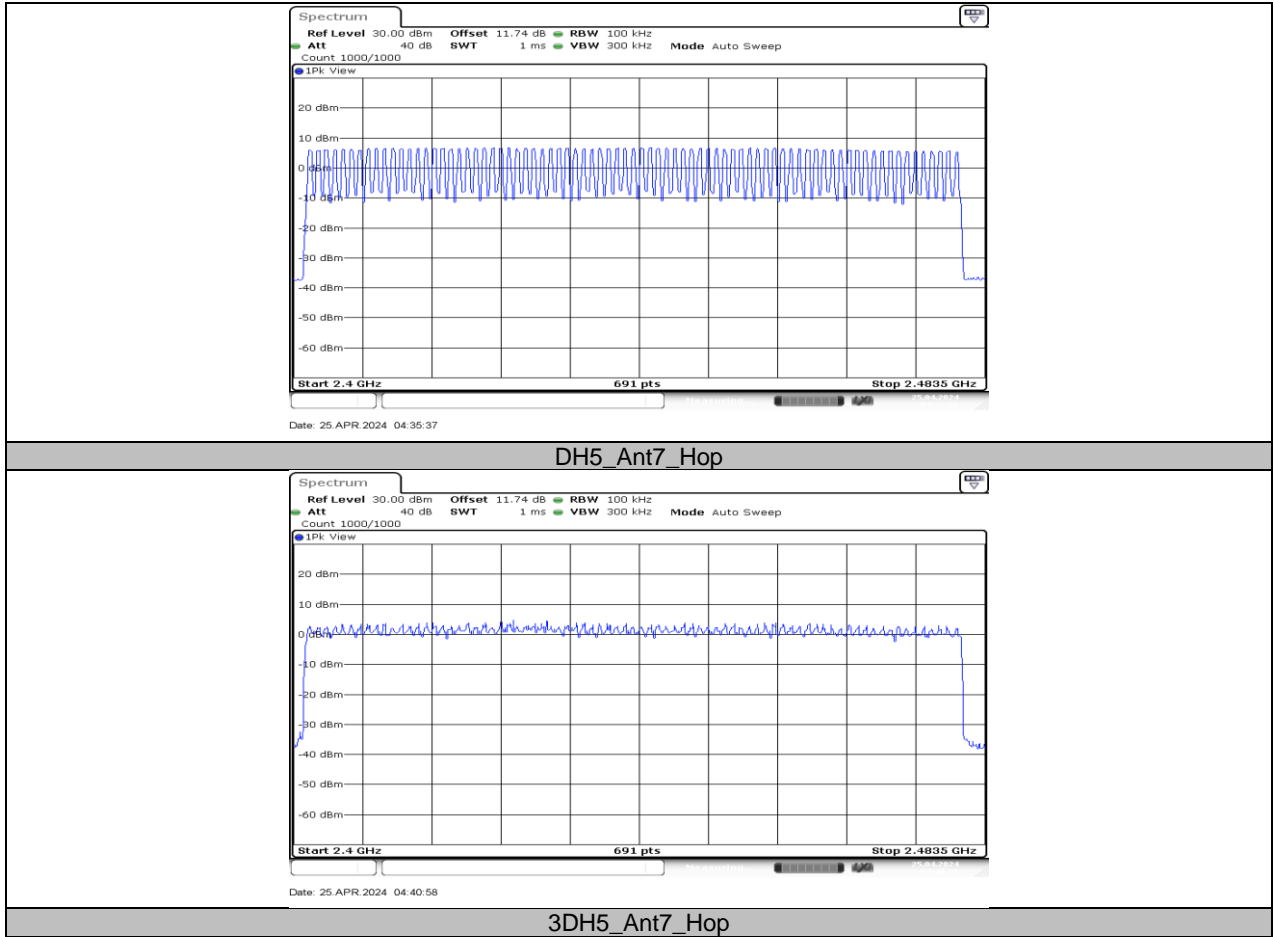 Spectrum
Ref Level 30.00 dBm Offset 11.74 dB RBW 100 kHz
Att 40 dB SWT 1 ms VBW 300 kHz Mode Auto Sweep
Count 1000/1000
1Pk View
20 dBm
10 dBm
0 dBm
-10 dBm
-20 dBm
-30 dBm
-40 dBm
-50 dBm
-60 dBm
Start 2.4 GHz 691 pts Stop 2.4835 GHz
Date: 25.APR.2024 04:35:37
DH5_Ant7_Hop
Spectrum
Ref Level 30.00 dBm Offset 11.74 dB RBW 100 kHz
Att 40 dB SWT 1 ms VBW 300 kHz Mode Auto Sweep
Count 1000/1000
1Pk View
20 dBm
10 dBm
0 dBm
-10 dBm
-20 dBm
-30 dBm
-40 dBm
-50 dBm
-60 dBm
Start 2.4 GHz 691 pts Stop 2.4835 GHz
Date: 25.APR.2024 04:40:58
3DH5_Ant7_Hop